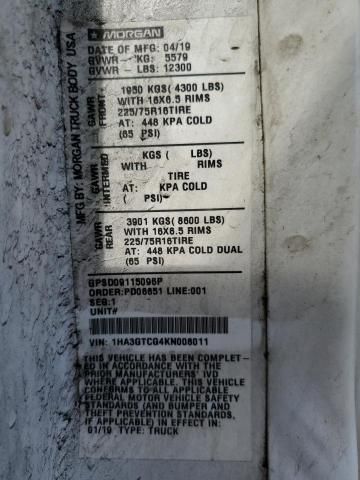 MORGAN
DATE OF MFG: 04/19
GVWR- KG: 5579
GVWR- LBS: 12300
MFG BY: MORGAN TRUCK BODY USA
GAWR FRONT
1950 KGS( 4300 LBS)
WITH 16X6.5 RIMS
225/75R16TIRE
AT: 448 KPA COLD
(65 PSI)
GAWR INTERMED
KGS ( LBS)
WITH RIMS
TIRE
AT: KPA COLD
( PSI)
GAWR REAR
3901 KGS( 8600 LBS)
WITH 16X6.5 RIMS
225/75R16TIRE
AT: 448 KPA COLD DUAL
(65 PSI)
GPSD09115096P
ORDER:PD06651 LINE:001
SEQ:1
UNIT#
VIN: 1HA3GTCG4KN006011
THIS VEHICLE HAS BEEN COMPLETED
IN ACCORDANCE WITH THE
PRIOR MANUFACTURERS' IVD
WHERE APPLICABLE. THIS VEHICLE
CONFORMS TO ALL APPLICABLE
FEDERAL MOTOR VEHICLE SAFETY
STANDARDS, (AND BUMPER AND
THEFT PREVENTION STANDARDS,
IF APPLICABLE) IN EFFECT IN:
01/19 TYPE: TRUCK